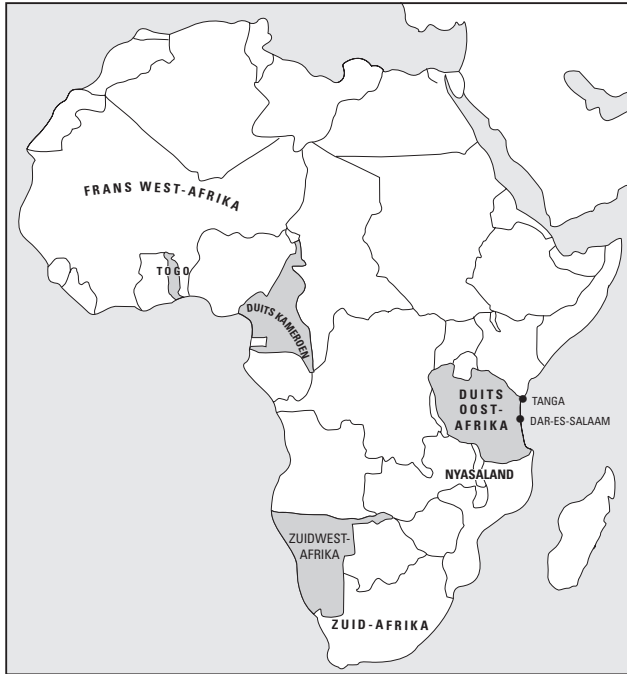 FRANS WEST-AFRIKA
TOGO
DUITS KAMEROEN
DUITS
OOST-
AFRIKA
TANGA
DAR-ES-SALAAM
NYASALAND
ZUIDWEST-
AFRIKA
ZUID-AFRIKA